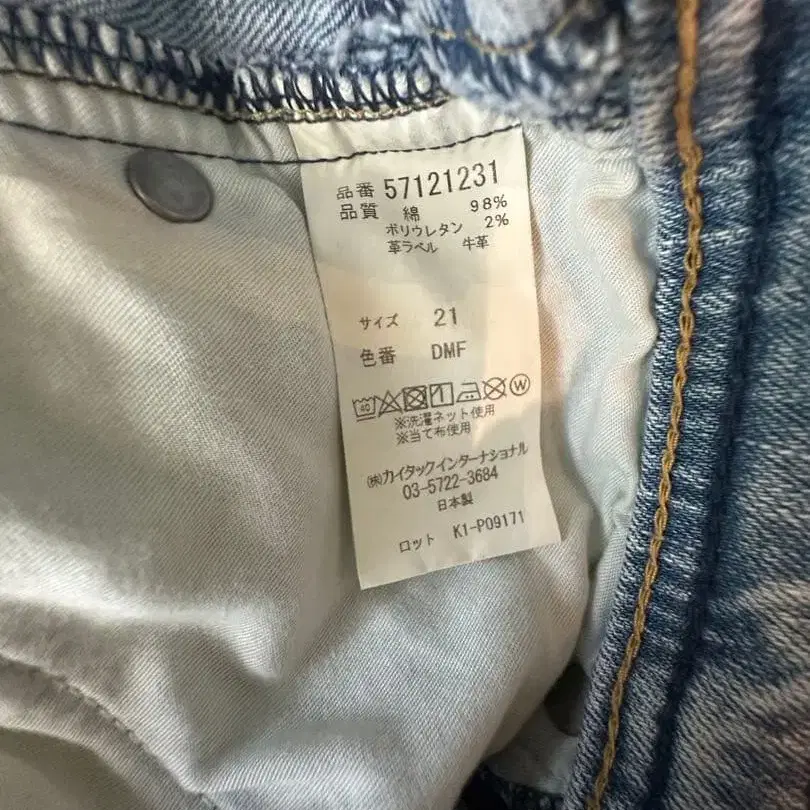 品番 57121231
品質 綿 98%
ポリウレタン 2%
革ラベル 牛革
サイズ 21
色番 DMF
40 W
※洗濯ネット使用
※当て布使用
㈱カイタックインターナショナル
03-5722-3684
日本製
ロット K1-P09171